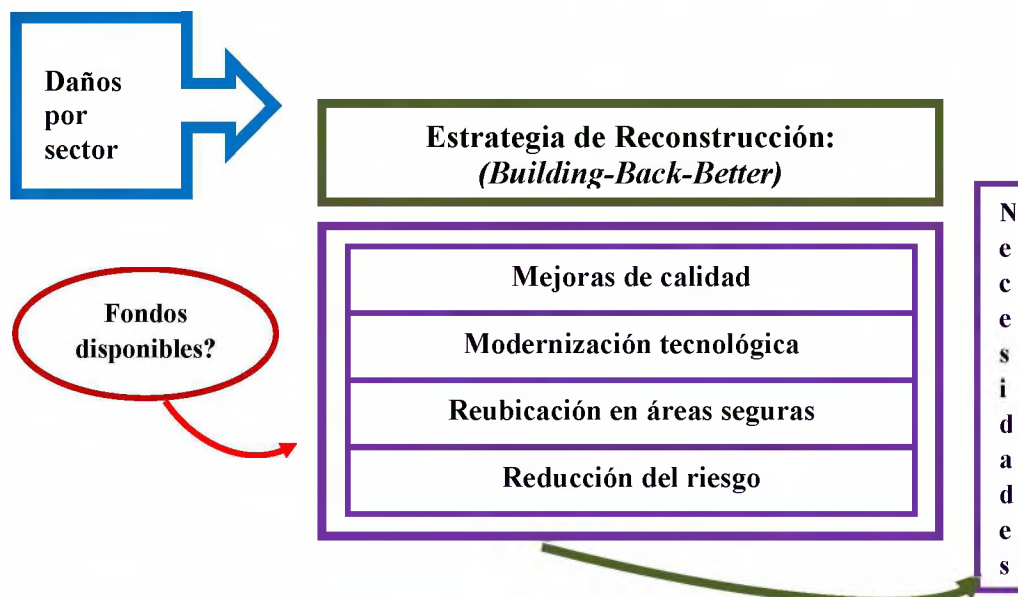 Daños
por
sector
Estrategia de Reconstrucción:
(Building-Back-Better)
Fondos
disponibles?
Mejoras de calidad
Modernización tecnológica
Reubicación en áreas seguras
Reducción del riesgo
N
e
c
e
s
i
d
a
d
e
s